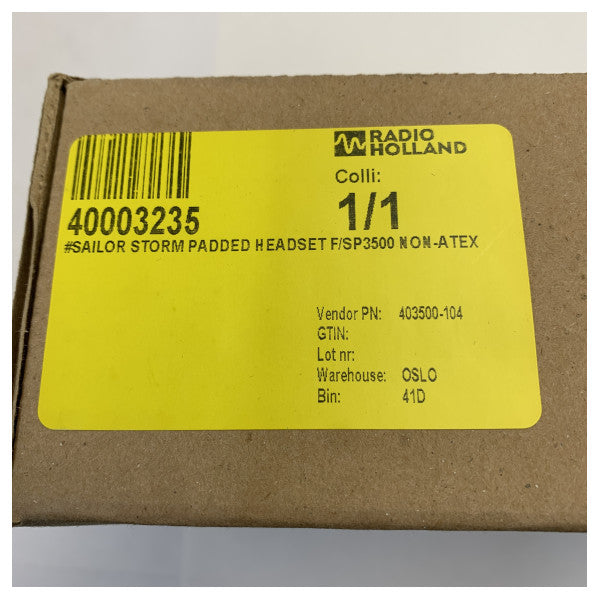 RADIO
HOLLAND
Colli:
1/1
40003235
#SAILOR STORM PADDED HEADSET F/SP3500 NON-ATEX
Vendor PN: 403500-104
GTIN:
Lot nr:
Warehouse: OSLO
Bin: 41D